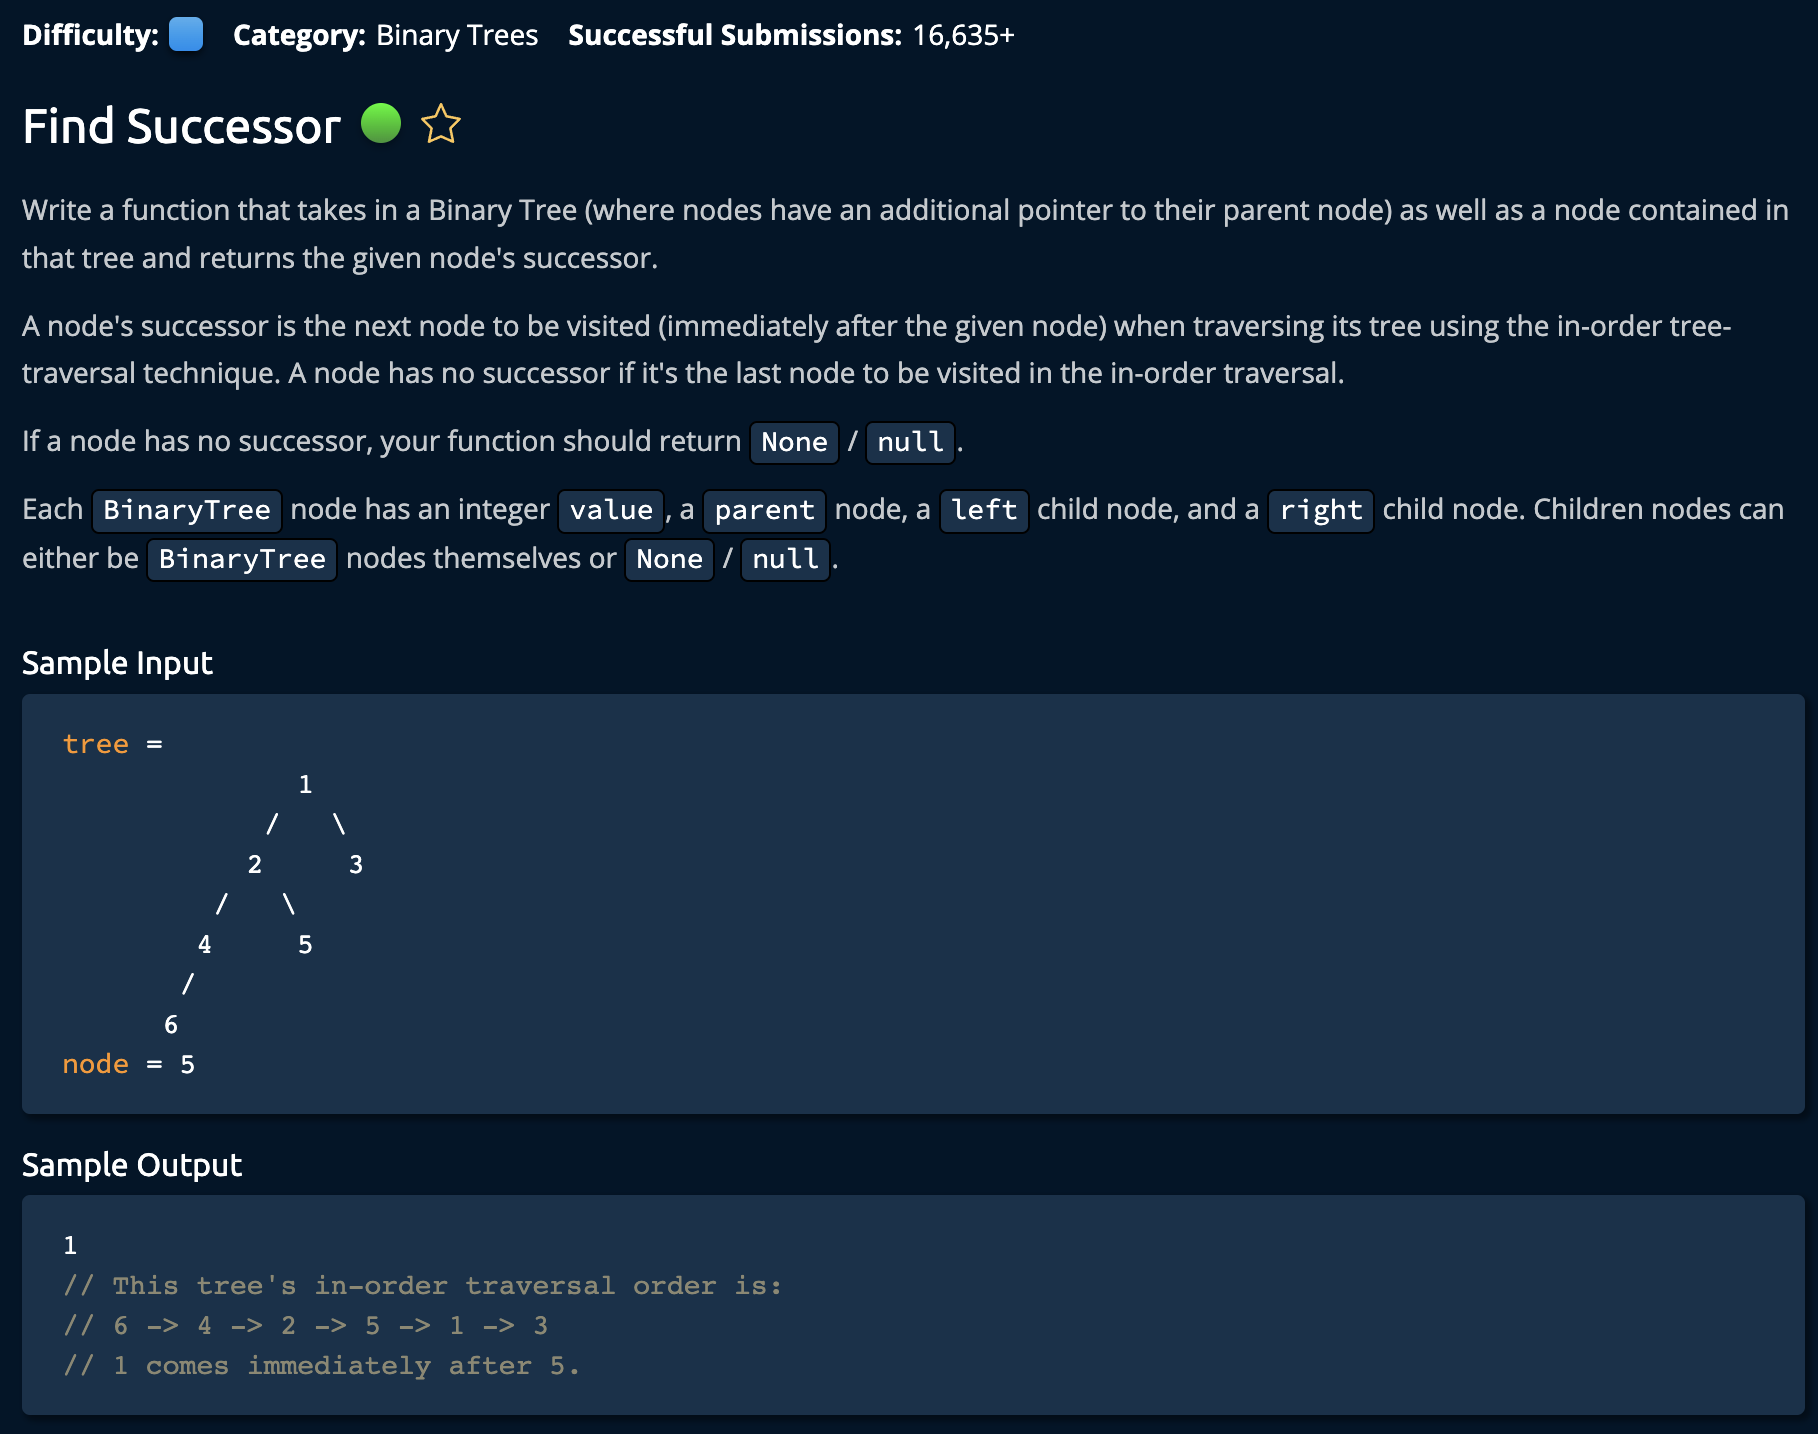 Difficulty: Category: Binary Trees Successful Submissions: 16,635+
Find Successor
Write a function that takes in a Binary Tree (where nodes have an additional pointer to their parent node) as well as a node contained in
that tree and returns the given node's successor.
A node's successor is the next node to be visited (immediately after the given node) when traversing its tree using the in-order tree-
traversal technique. A node has no successor if it's the last node to be visited in the in-order traversal.
If a node has no successor, your function should return None / null.
Each BinaryTree node has an integer value, a parent node, a left child node, and a right child node. Children nodes can
either be BinaryTree nodes themselves or None / null.
Sample Input
tree =
1
/ \
2 3
/ \
4 5
/
6
node = 5
Sample Output
1
// This tree's in-order traversal order is:
// 6 -> 4 -> 2 -> 5 -> 1 -> 3
// 1 comes immediately after 5.